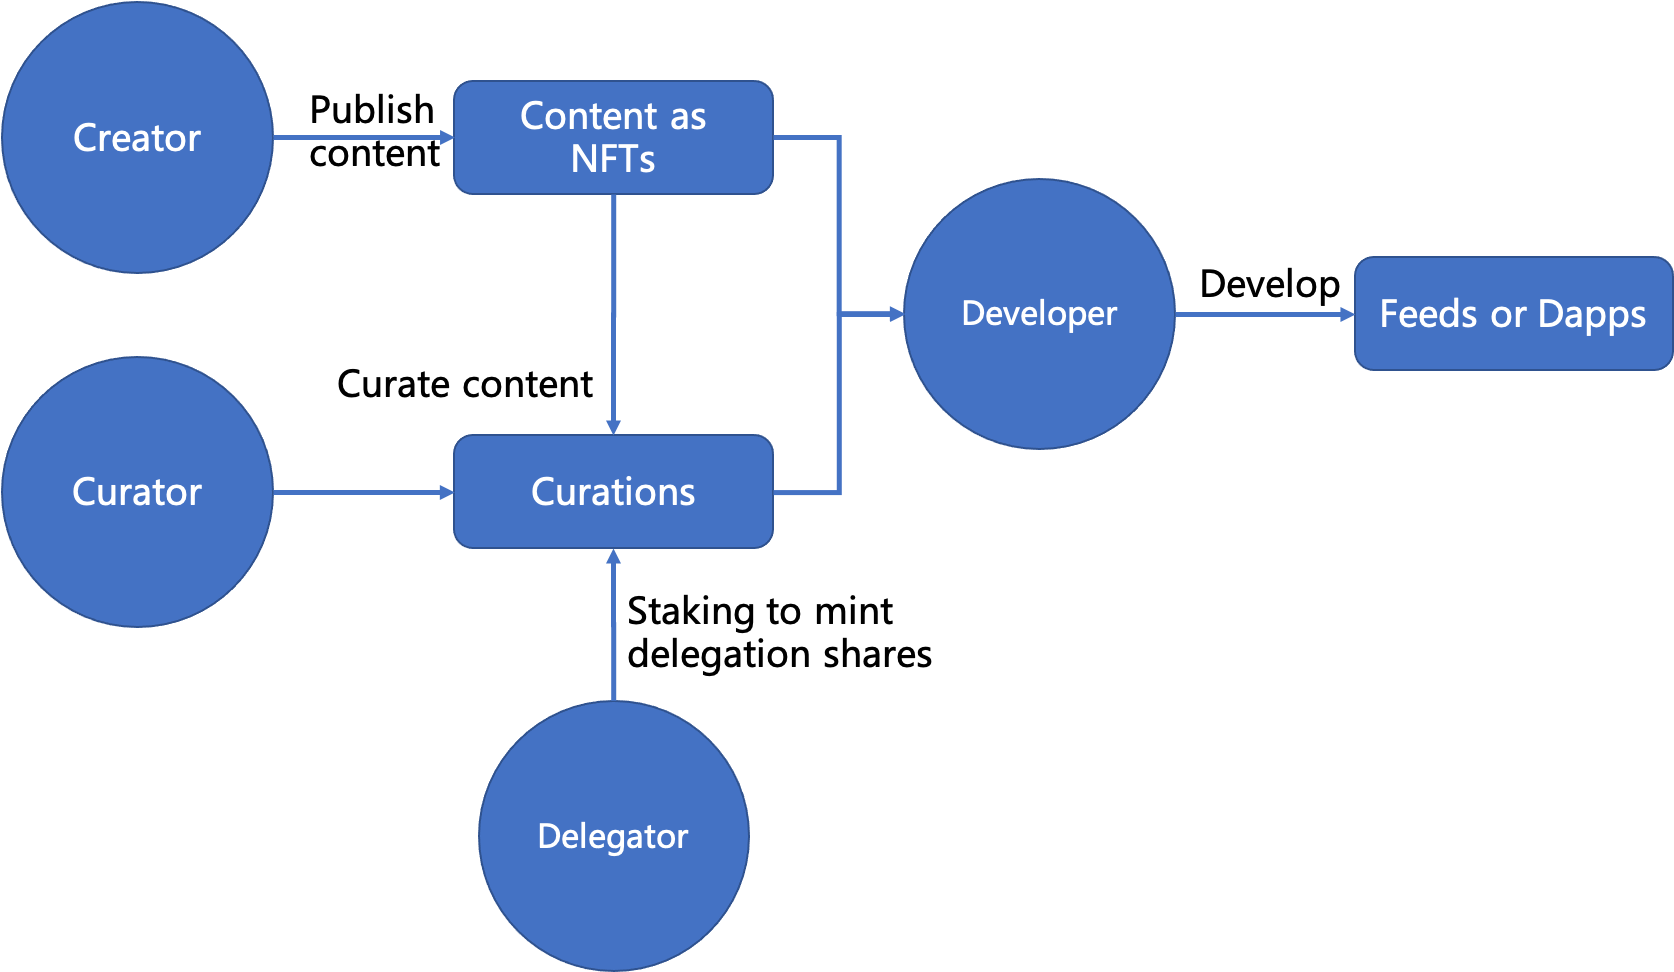 Creator
Publish
content
Content as
NFTs
Developer
Develop
Feeds or Dapps
Curate content
Curator
Curations
Staking to mint
delegation shares
Delegator